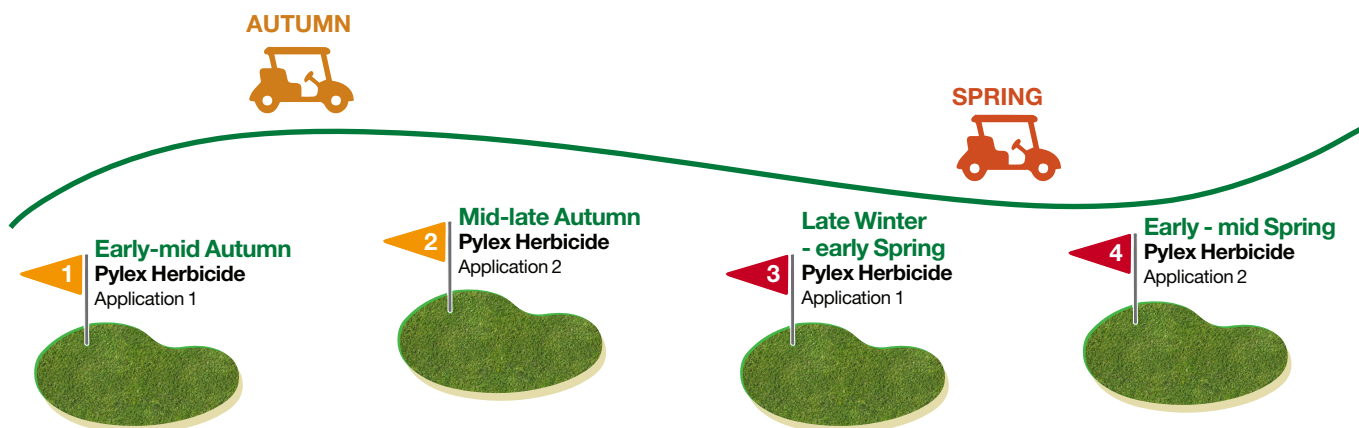 AUTUMN
SPRING
1
Early-mid Autumn
Pylex Herbicide
Application 1
2
Mid-late Autumn
Pylex Herbicide
Application 2
3
Late Winter
- early Spring
Pylex Herbicide
Application 1
4
Early - mid Spring
Pylex Herbicide
Application 2